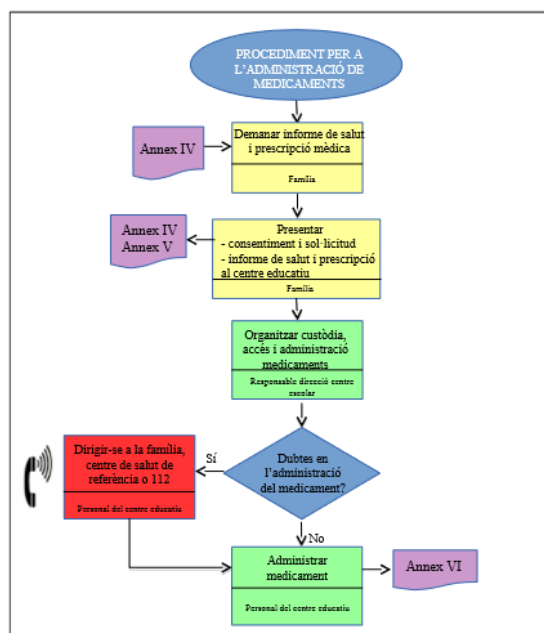 PROCEDIMENT PER A
L'ADMINISTRACIÓ DE
MEDICAMENTS
Annex IV
Demanar informe de salut
i prescripció mèdica
Família
Annex IV
Annex V
Presentar
- consentiment i sol·licitud
- informe de salut i prescripció
al centre educatiu
Família
Organitzar custòdia,
accés i administració
medicaments
Responsable direcció centre
escolar
Dirigir-se a la família,
centre de salut de
referència o 112
Personal del centre educatiu
Sí
Dubtes en
l'administració
del medicament?
No
Administrar
medicament
Personal del centre educatiu
Annex VI